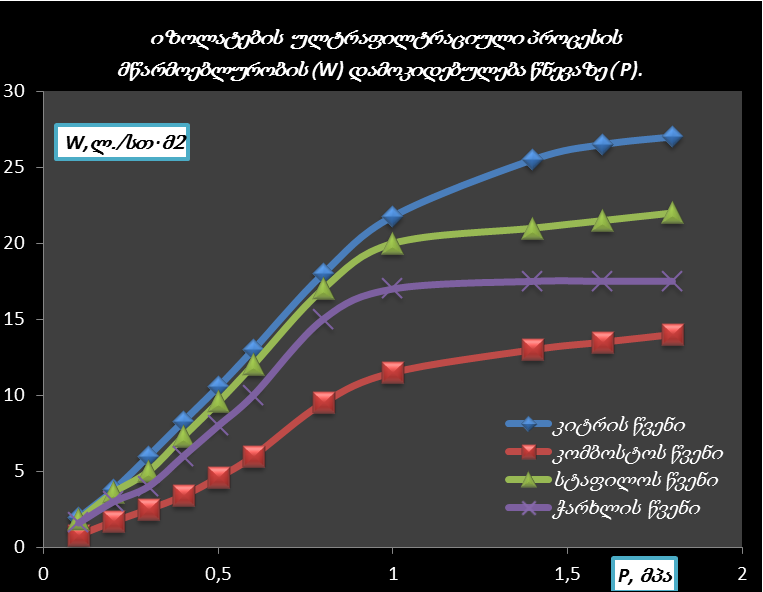 იზოლატების ულტრაფილტრაციული პროცესის
მწარმოებლურობის (W) დამოკიდებულება წნევაზე ( P).
30
W,ლ./სთ·მ2
25
20
15
10
კიტრის წვენი
კომბოსტოს წვენი
5
სტაფილოს წვენი
ჭარხლის წვენი
0
0
0,5
1
1,5
P, მპა
2